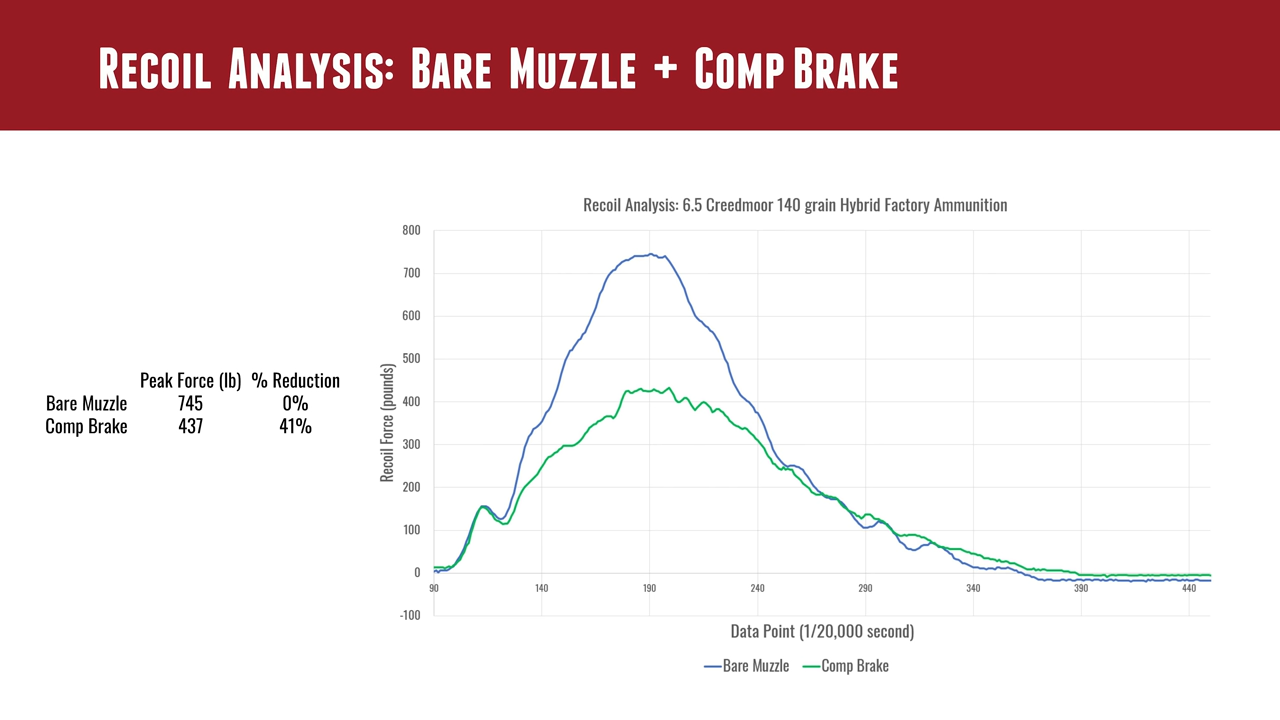 Recoil Analysis: Bare Muzzle + Comp Brake
Peak Force (lb) % Reduction
Bare Muzzle 745 0%
Comp Brake 437 41%
Recoil Analysis: 6.5 Creedmoor 140 grain Hybrid Factory Ammunition
Recoil Force (pounds)
800
700
600
500
400
300
200
100
0
-100
90 140 190 240 290 340 390 440
Data Point (1/20,000 second)
Bare Muzzle Comp Brake